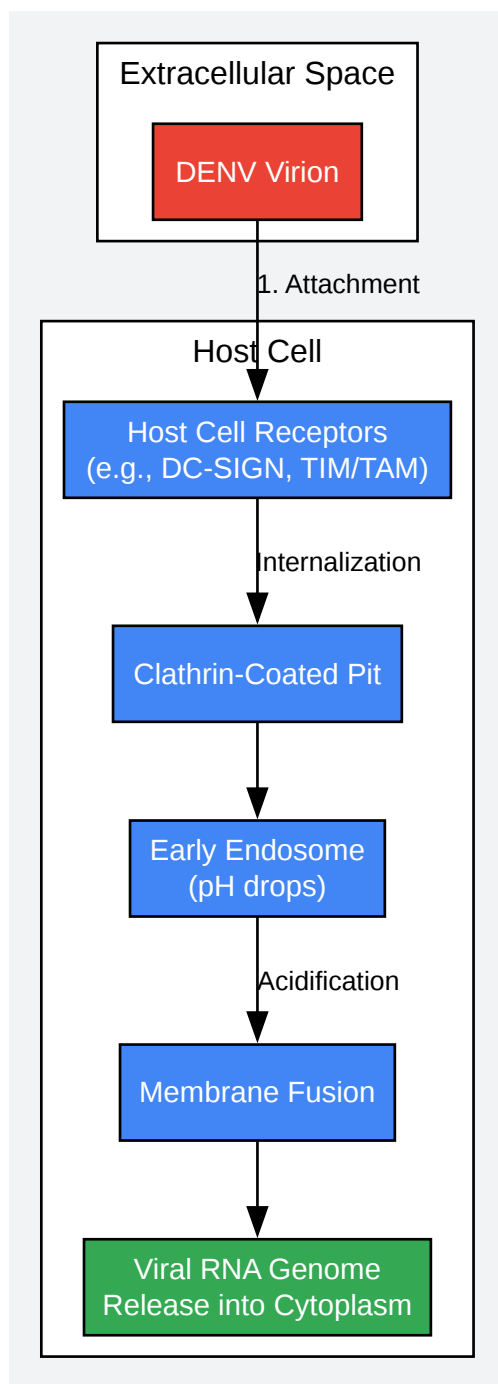 Extracellular Space
DENV Virion
1. Attachment
Host Cell
Host Cell Receptors
(e.g., DC-SIGN, TIM/TAM)
Internalization
Clathrin-Coated Pit
Early Endosome
(pH drops)
Acidification
Membrane Fusion
Viral RNA Genome
Release into Cytoplasm